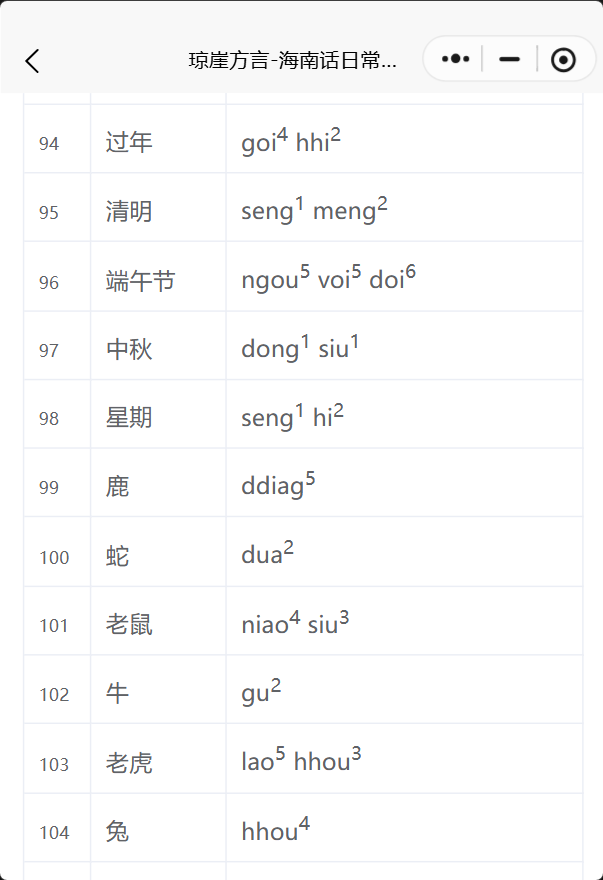 琼崖方言-海南话日常...
94 过年 goi⁴ hhi²
95 清明 seng¹ meng²
96 端午节 ngou⁵ voi⁵ doi⁶
97 中秋 dong¹ siu¹
98 星期 seng¹ hi²
99 鹿 ddiag⁵
100 蛇 dua²
101 老鼠 niao⁴ siu³
102 牛 gu²
103 老虎 lao⁵ hhou³
104 兔 hhou⁴